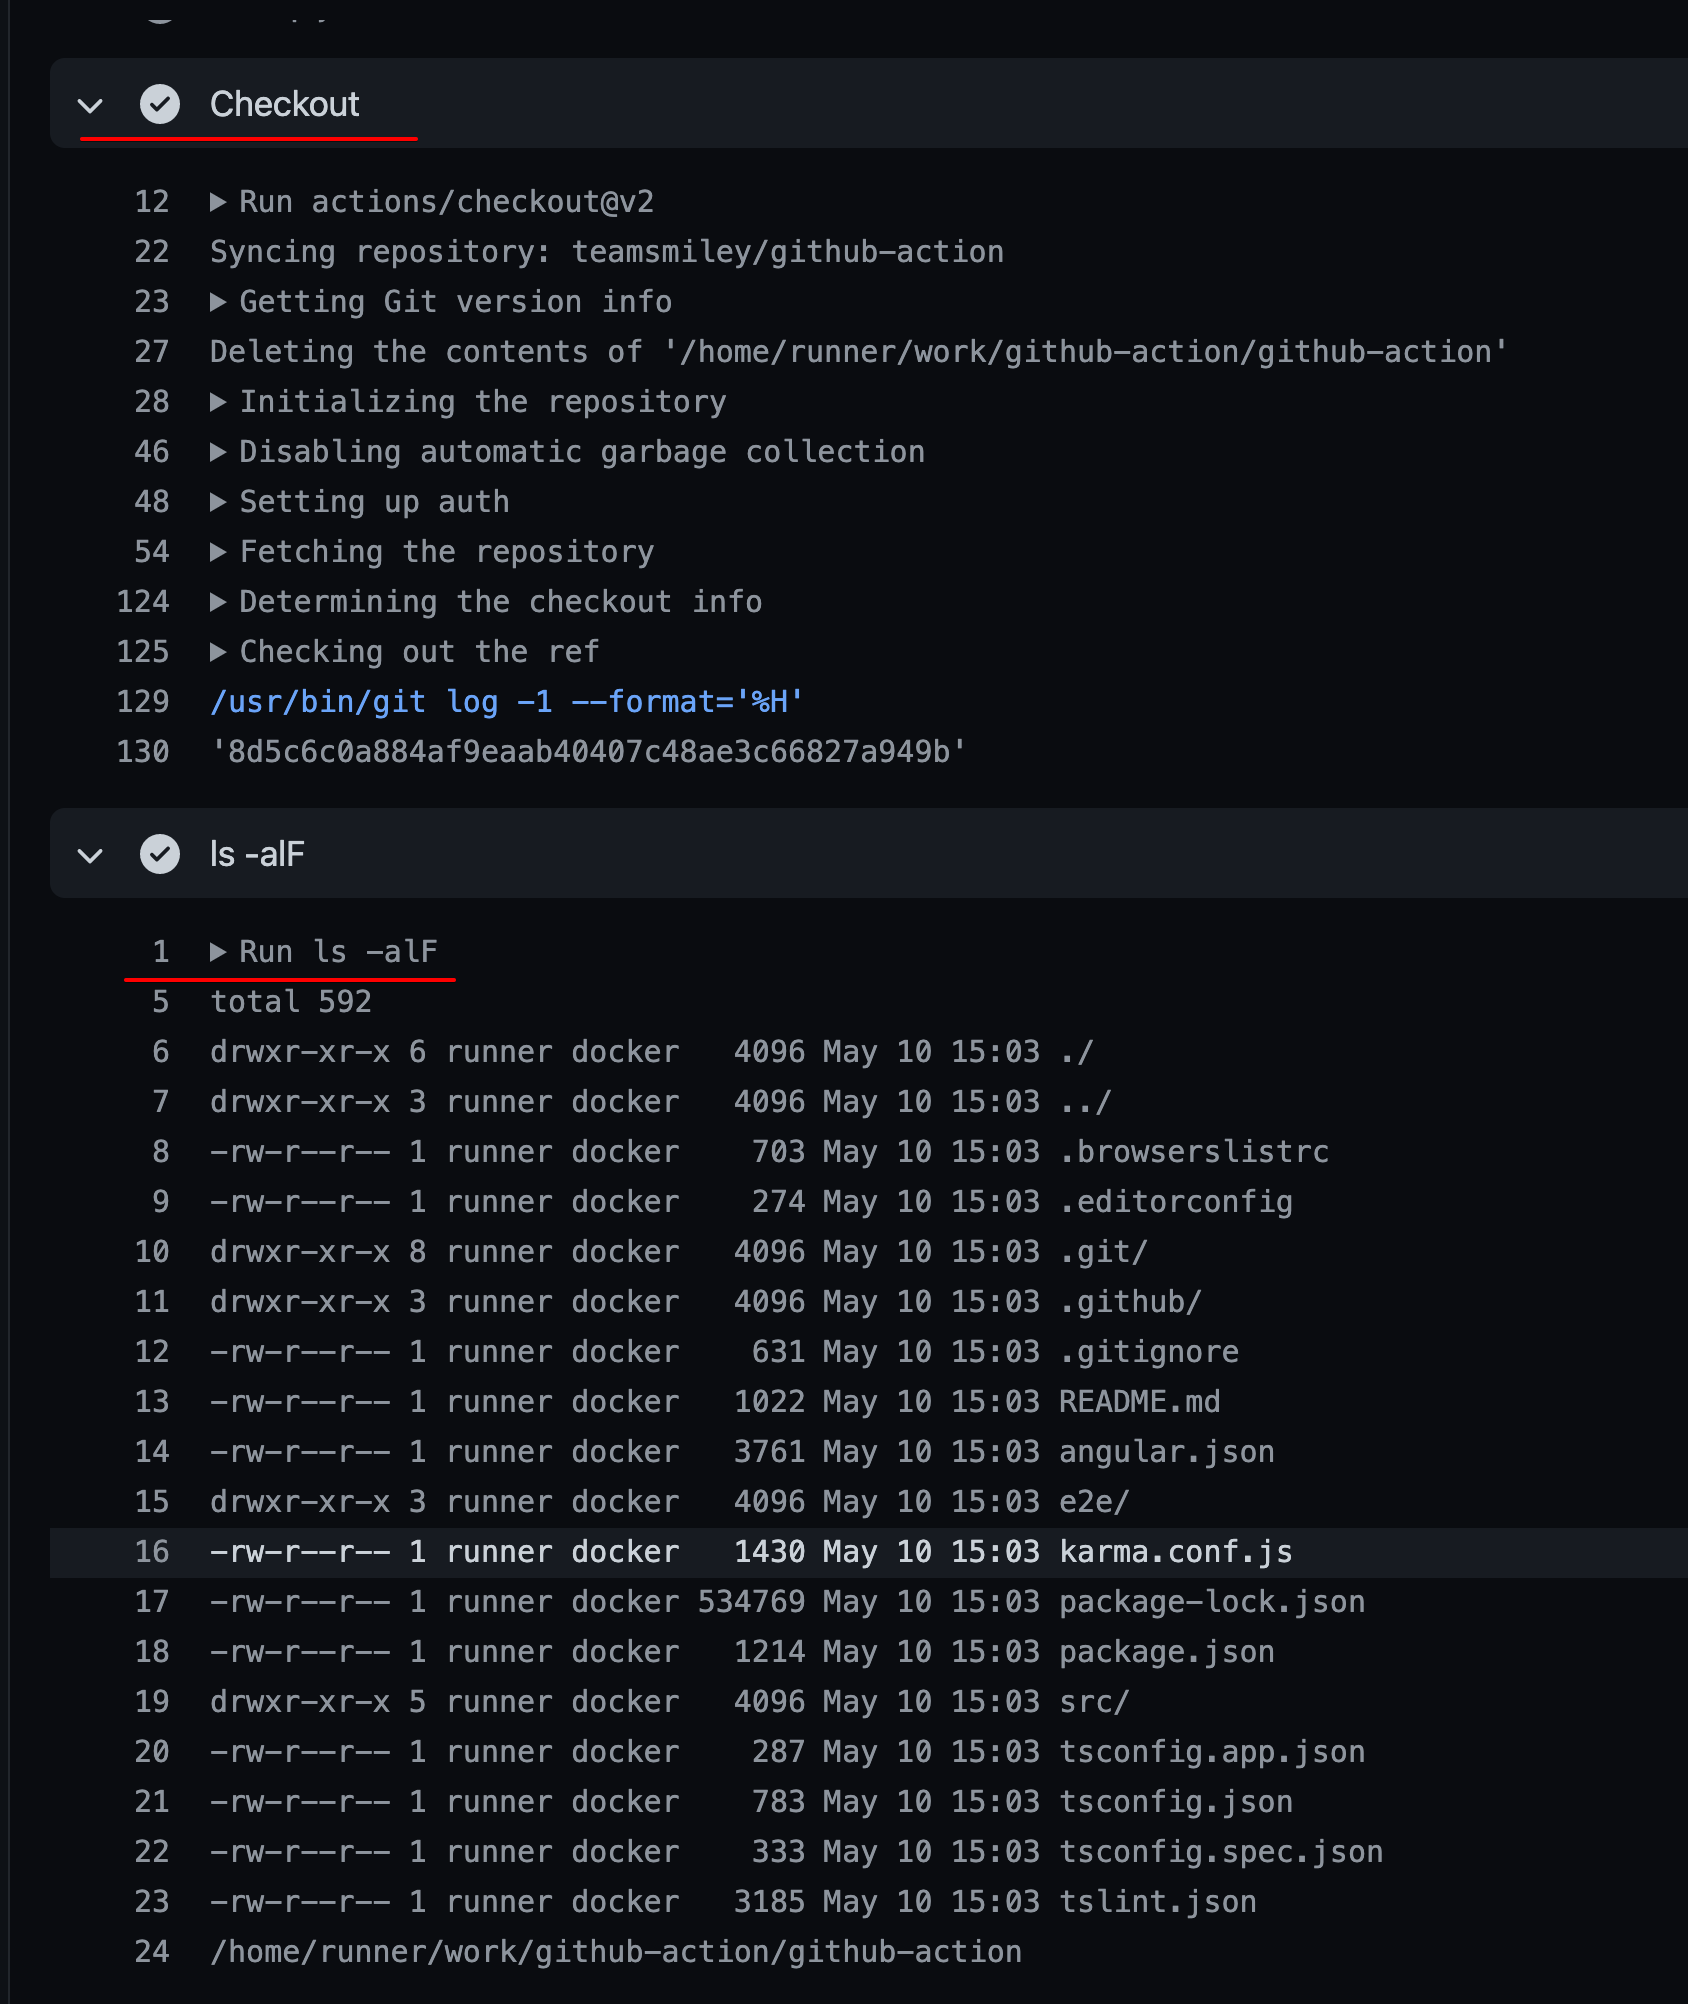 Checkout
12 ▶ Run actions/checkout@v2
22 Syncing repository: teamsmiley/github-action
23 ▶ Getting Git version info
27 Deleting the contents of '/home/runner/work/github-action/github-action'
28 ▶ Initializing the repository
46 ▶ Disabling automatic garbage collection
48 ▶ Setting up auth
54 ▶ Fetching the repository
124 ▶ Determining the checkout info
125 ▶ Checking out the ref
129 /usr/bin/git log -1 --format='%H'
130 '8d5c6c0a884af9eaab40407c48ae3c66827a949b'
ls -alF
1 ▶ Run ls -alF
5 total 592
6 drwxr-xr-x 6 runner docker   4096 May 10 15:03 ./
7 drwxr-xr-x 3 runner docker   4096 May 10 15:03 ../
8 -rw-r--r-- 1 runner docker    703 May 10 15:03 .browserslistrc
9 -rw-r--r-- 1 runner docker    274 May 10 15:03 .editorconfig
10 drwxr-xr-x 8 runner docker   4096 May 10 15:03 .git/
11 drwxr-xr-x 3 runner docker   4096 May 10 15:03 .github/
12 -rw-r--r-- 1 runner docker    631 May 10 15:03 .gitignore
13 -rw-r--r-- 1 runner docker   1022 May 10 15:03 README.md
14 -rw-r--r-- 1 runner docker   3761 May 10 15:03 angular.json
15 drwxr-xr-x 3 runner docker   4096 May 10 15:03 e2e/
16 -rw-r--r-- 1 runner docker   1430 May 10 15:03 karma.conf.js
17 -rw-r--r-- 1 runner docker 534769 May 10 15:03 package-lock.json
18 -rw-r--r-- 1 runner docker   1214 May 10 15:03 package.json
19 drwxr-xr-x 5 runner docker   4096 May 10 15:03 src/
20 -rw-r--r-- 1 runner docker    287 May 10 15:03 tsconfig.app.json
21 -rw-r--r-- 1 runner docker    783 May 10 15:03 tsconfig.json
22 -rw-r--r-- 1 runner docker    333 May 10 15:03 tsconfig.spec.json
23 -rw-r--r-- 1 runner docker   3185 May 10 15:03 tslint.json
24 /home/runner/work/github-action/github-action